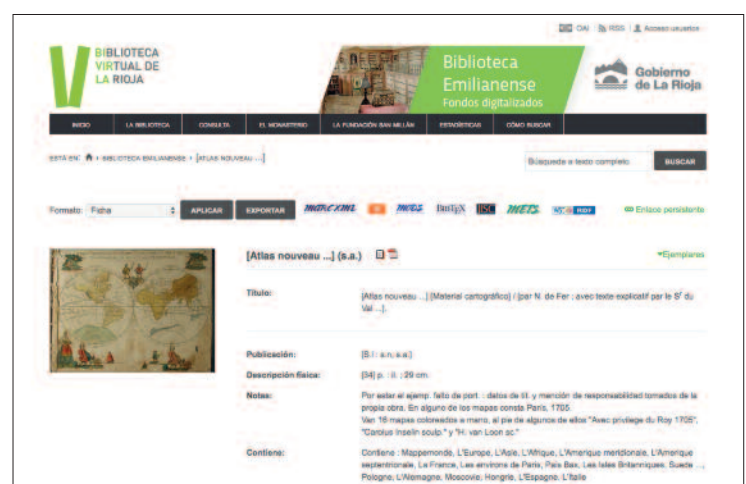 OAI RSS Acceso usuarios
BIBLIOTECA
VIRTUAL DE
LA RIOJA
Biblioteca
Emilianense
Fondos digitalizados
Gobierno
de La Rioja
INICIO LA BIBLIOTECA CONSULTA EL MONASTERIO LA FUNDACIÓN SAN MILLÁN ESTADÍSTICAS CÓMO BUSCAR
ESTÁ EN: › BIBLIOTECA EMILIANENSE › [ATLAS NOUVEAU ...]
Búsqueda a texto completo BUSCAR
Formato: Ficha APLICAR EXPORTAR MARCXML MODS BIBTEX METS RDF Enlace persistente
[Atlas nouveau ...] (s.a.) Ejemplares
Título: [Atlas nouveau ...] [Material cartográfico] / [par N. de Fer ; avec texte explicatif par le Sr du
Val ...].
Publicación: [S.l : s.n, s.a.]
Descripción física: [34] p. : il. ; 29 cm
Notas: Por estar el ejemp. falto de port. : datos de tit. y mención de responsabilidad tomados de la
propia obra. En alguno de los mapas consta Paris, 1705.
Van 16 mapas coloreados a mano, al pie de algunos de ellos "Avec privilege du Roy 1705",
"Carolus Inselin sculp." y "H. van Loon sc."
Contiene: Contiene : Mappemonde, L'Europe, L'Asie, L'Afrique, L'Amerique meridionale, L'Amerique
septentrionale, La France, Les environs de Paris, Païs Bas, Les Isles Britanniques, Suede ...,
Pologne, L'Alemagne, Moscovie, Hongrie, L'Espagne, L'Italie